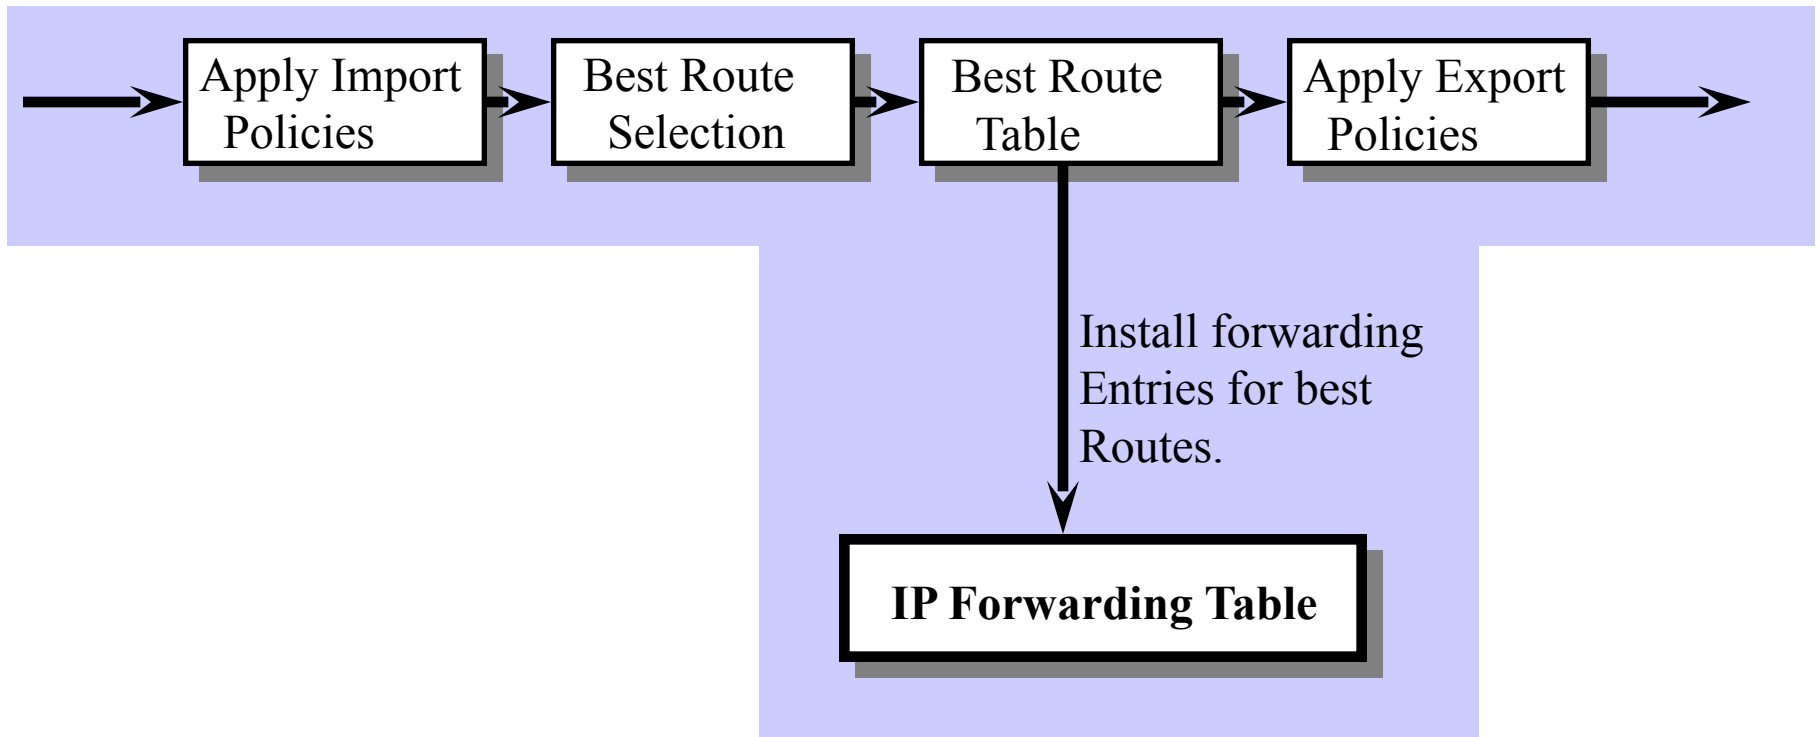 Apply Import
Policies
Best Route
Selection
Best Route
Table
Apply Export
Policies
Install forwarding
Entries for best
Routes.
IP Forwarding Table